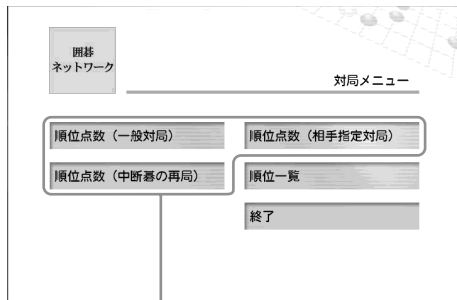 囲碁
ネットワーク
対局メニュー
順位点数（一般対局）
順位点数（相手指定対局）
順位点数（中断碁の再局）
順位一覧
終了